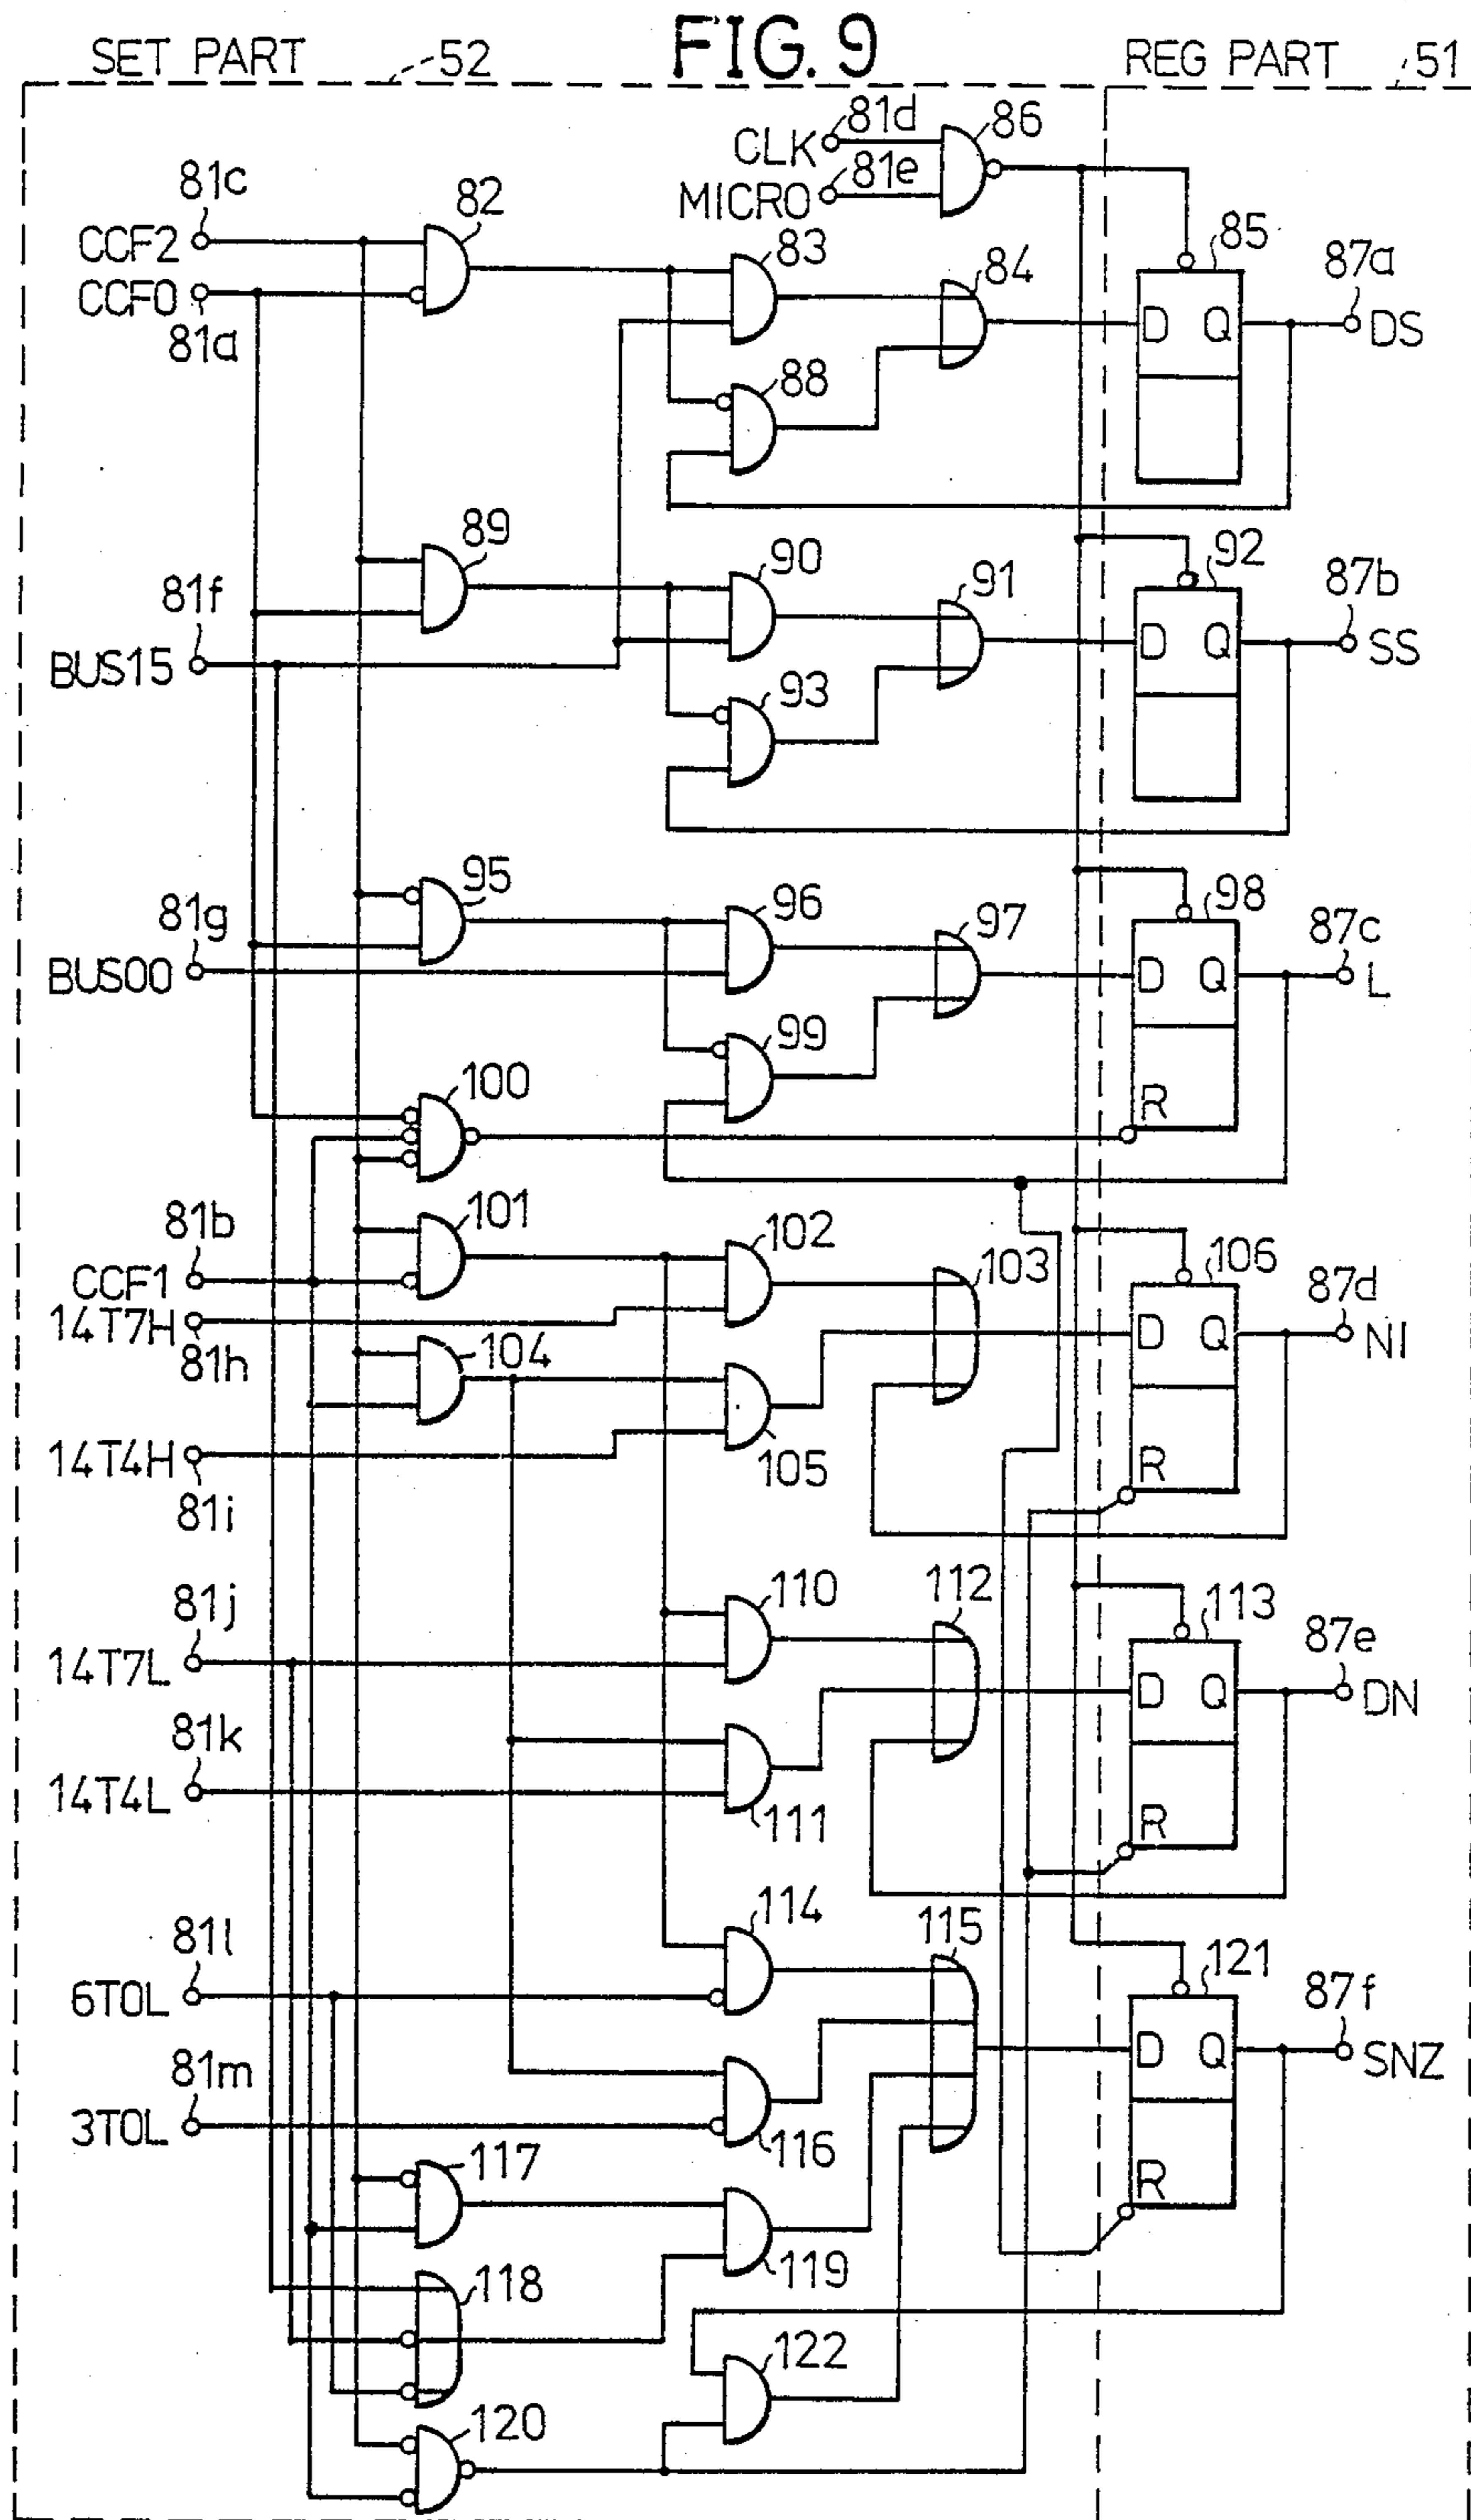 FIG. 9
SET PART 52
REG PART 51
CLK 81d
MICRO 81e
86
81c
CCF2
CCF0
81a
82
83
84
85
87a
DS
D Q
88
89
90
91
92
87b
SS
D Q
81f
BUS15
93
95
96
97
98
87c
L
D Q
R
81g
BUS00
99
100
101
102
103
106
87d
NI
D Q
R
81b
CCF1
14T7H
81h
104
105
14T4H
81i
110
112
113
87e
DN
D Q
R
81j
14T7L
81k
14T4L
111
114
115
121
87f
SNZ
D Q
R
81l
6T0L
81m
3T0L
116
117
119
118
122
120